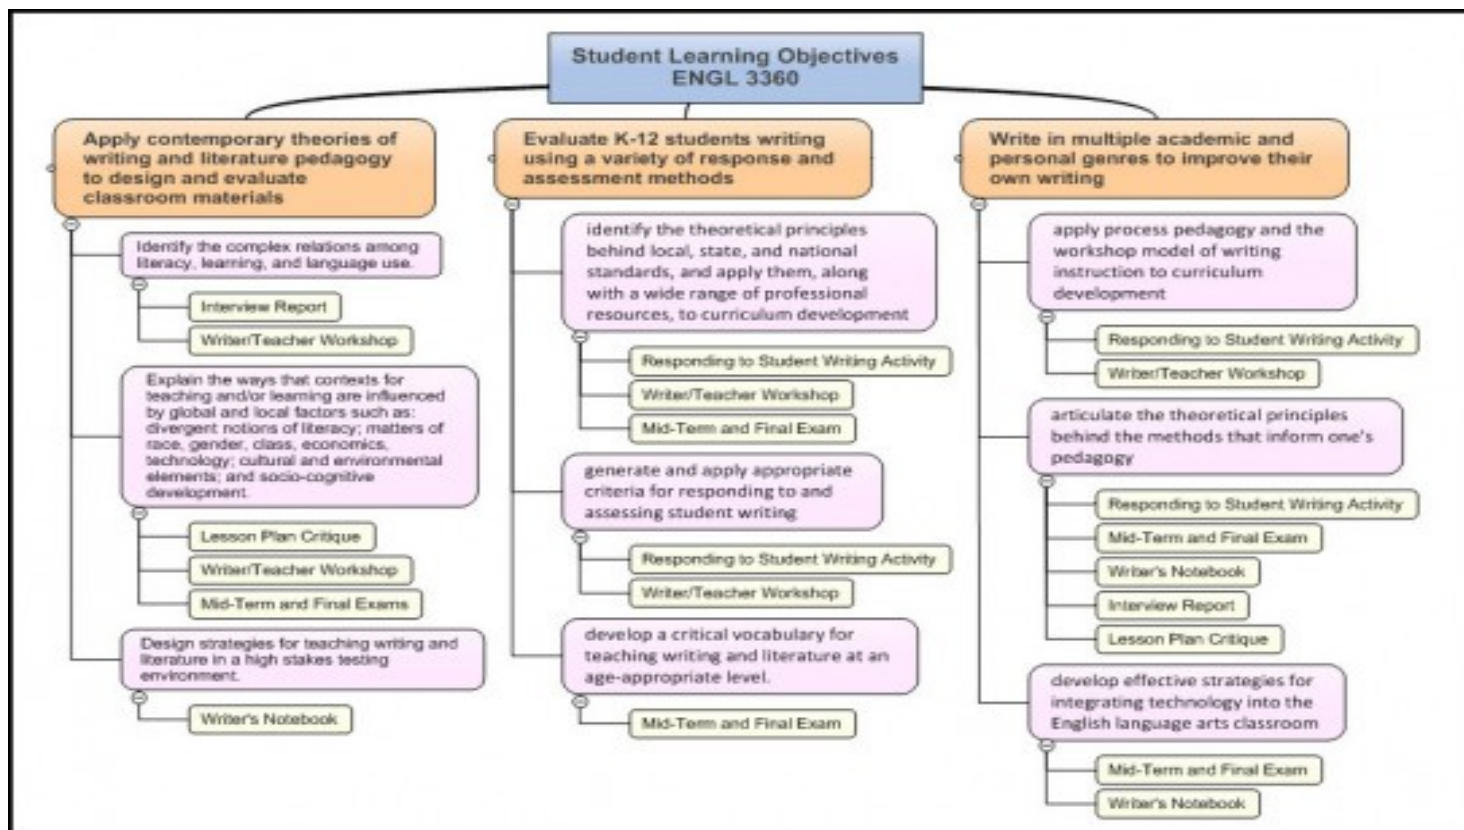 Student Learning Objectives
ENGL 3360
Apply contemporary theories of
writing and literature pedagogy
to design and evaluate
classroom materials
Identify the complex relations among
literacy, learning, and language use.
Interview Report
Writer/Teacher Workshop
Explain the ways that contexts for
teaching and/or learning are influenced
by global and local factors such as:
divergent notions of literacy; matters of
race, gender, class, economics,
technology; cultural and environmental
elements; and socio-cognitive
development.
Lesson Plan Critique
Writer/Teacher Workshop
Mid-Term and Final Exams
Design strategies for teaching writing and
literature in a high stakes testing
environment.
Writer's Notebook
Evaluate K-12 students writing
using a variety of response and
assessment methods
identify the theoretical principles
behind local, state, and national
standards, and apply them, along
with a wide range of professional
resources, to curriculum development
Responding to Student Writing Activity
Writer/Teacher Workshop
Mid-Term and Final Exam
generate and apply appropriate
criteria for responding to and
assessing student writing
Responding to Student Writing Activity
Writer/Teacher Workshop
develop a critical vocabulary for
teaching writing and literature at an
age-appropriate level.
Mid-Term and Final Exam
Write in multiple academic and
personal genres to improve their
own writing
apply process pedagogy and the
workshop model of writing
instruction to curriculum
development
Responding to Student Writing Activity
Writer/Teacher Workshop
articulate the theoretical principles
behind the methods that inform one's
pedagogy
Responding to Student Writing Activity
Mid-Term and Final Exam
Writer's Notebook
Interview Report
Lesson Plan Critique
develop effective strategies for
integrating technology into the
English language arts classroom
Mid-Term and Final Exam
Writer's Notebook